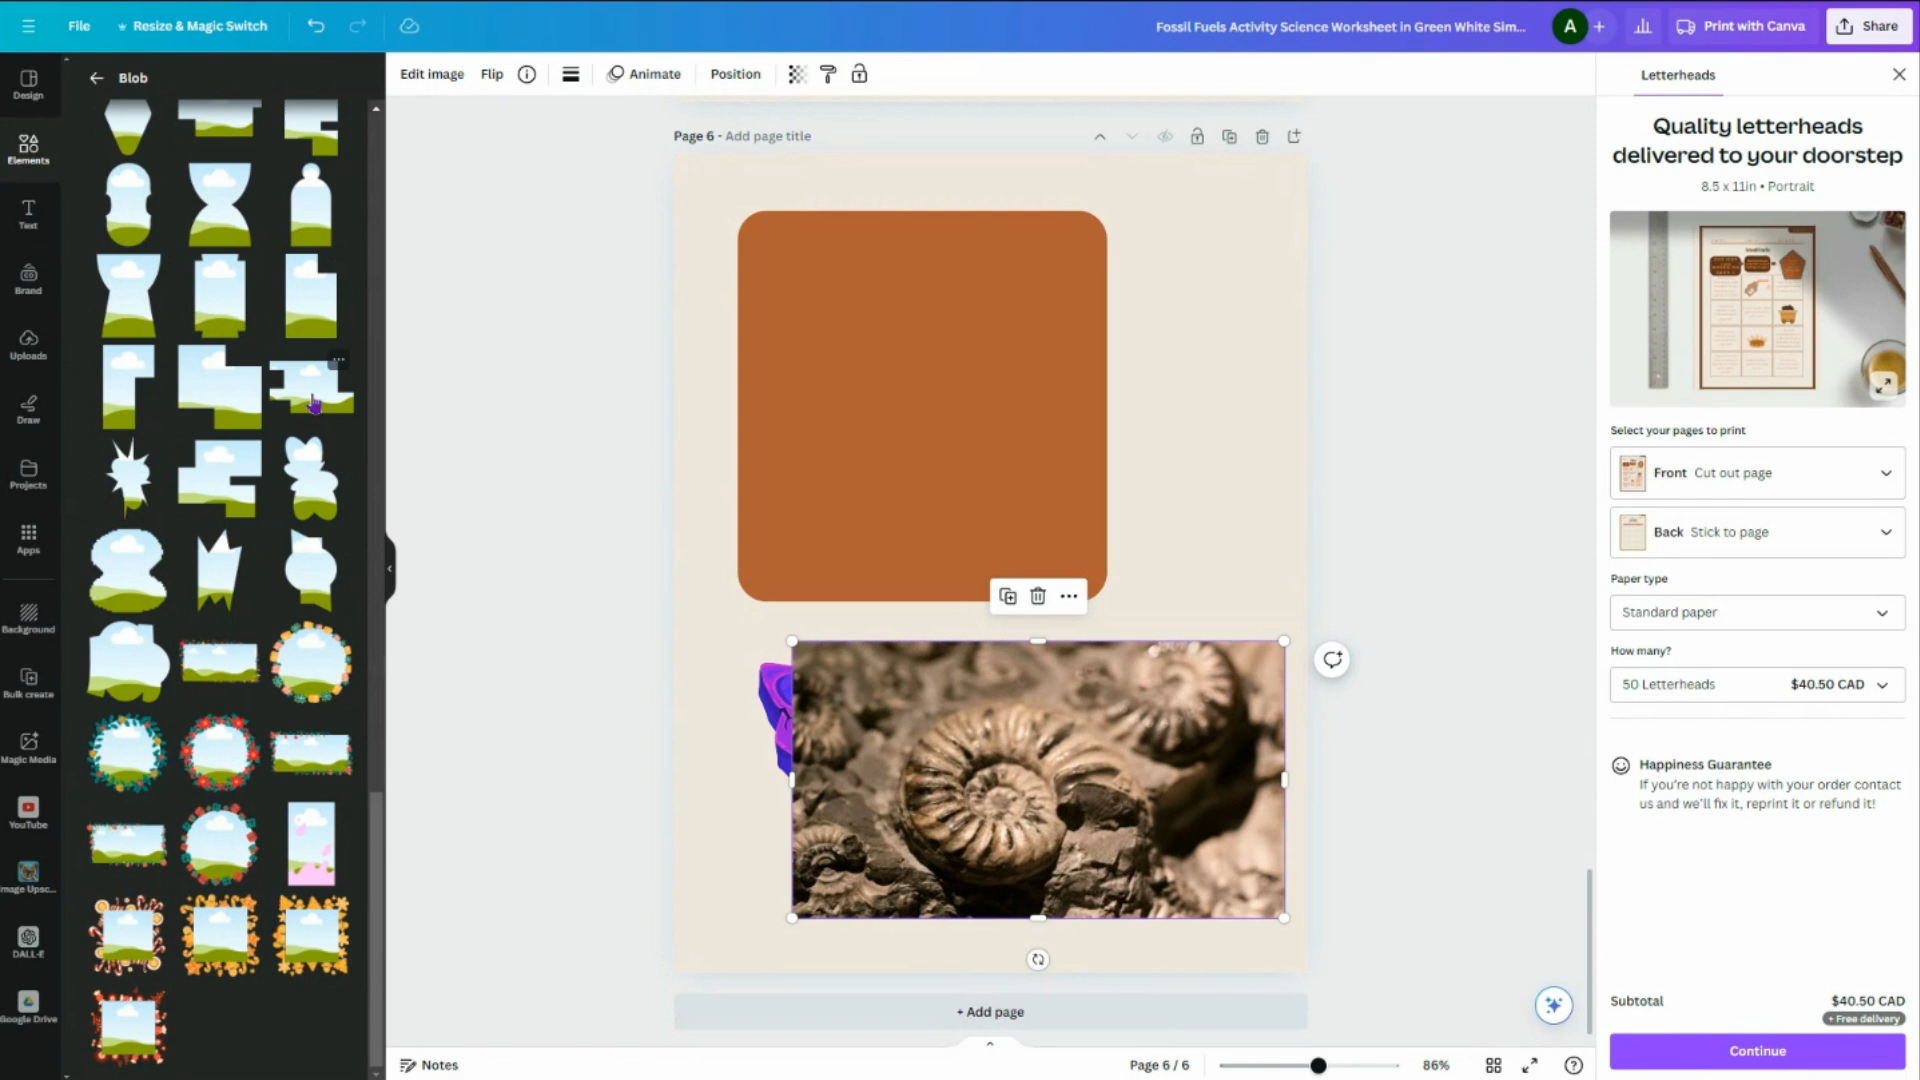 File
Resize & Magic Switch
Fossil Fuels Activity Science Worksheet in Green White Sim...
A
Print with Canva
Share
Design
Elements
Text
Brand
Uploads
Draw
Projects
Apps
Background
Bulk create
Magic Media
YouTube
Image Upsc...
DALL·E
Google Drive
Blob
Edit image
Flip
Animate
Position
Page 6 - Add page title
+ Add page
Notes
Page 6 / 6
86%
Letterheads
Quality letterheads
delivered to your doorstep
8.5 x 11in • Portrait
Select your pages to print
Front Cut out page
Back Stick to page
Paper type
Standard paper
How many?
50 Letterheads $40.50 CAD
Happiness Guarantee
If you're not happy with your order contact
us and we'll fix it, reprint it or refund it!
Subtotal $40.50 CAD
+ Free delivery
Continue